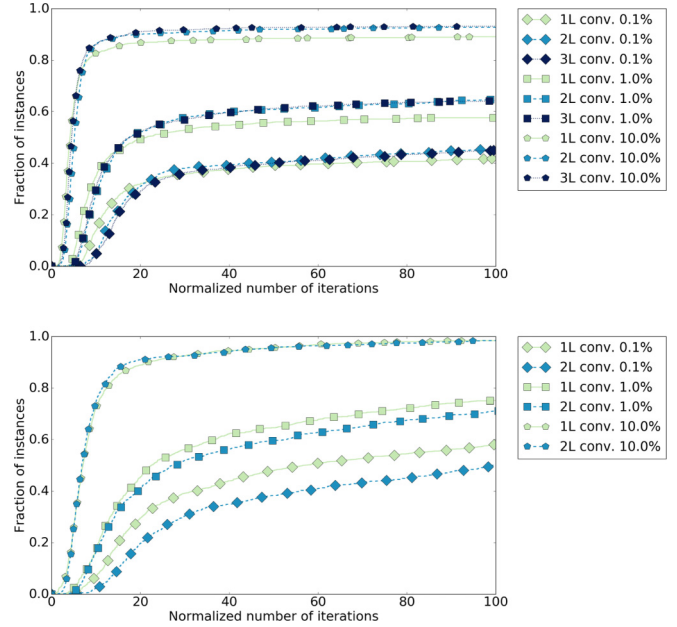 1.0
0.8
0.6
0.4
0.2
0.0
Fraction of instances
0 20 40 60 80 100
Normalized number of iterations
1L conv. 0.1%
2L conv. 0.1%
3L conv. 0.1%
1L conv. 1.0%
2L conv. 1.0%
3L conv. 1.0%
1L conv. 10.0%
2L conv. 10.0%
3L conv. 10.0%
1.0
0.8
0.6
0.4
0.2
0.0
Fraction of instances
0 20 40 60 80 100
Normalized number of iterations
1L conv. 0.1%
2L conv. 0.1%
1L conv. 1.0%
2L conv. 1.0%
1L conv. 10.0%
2L conv. 10.0%